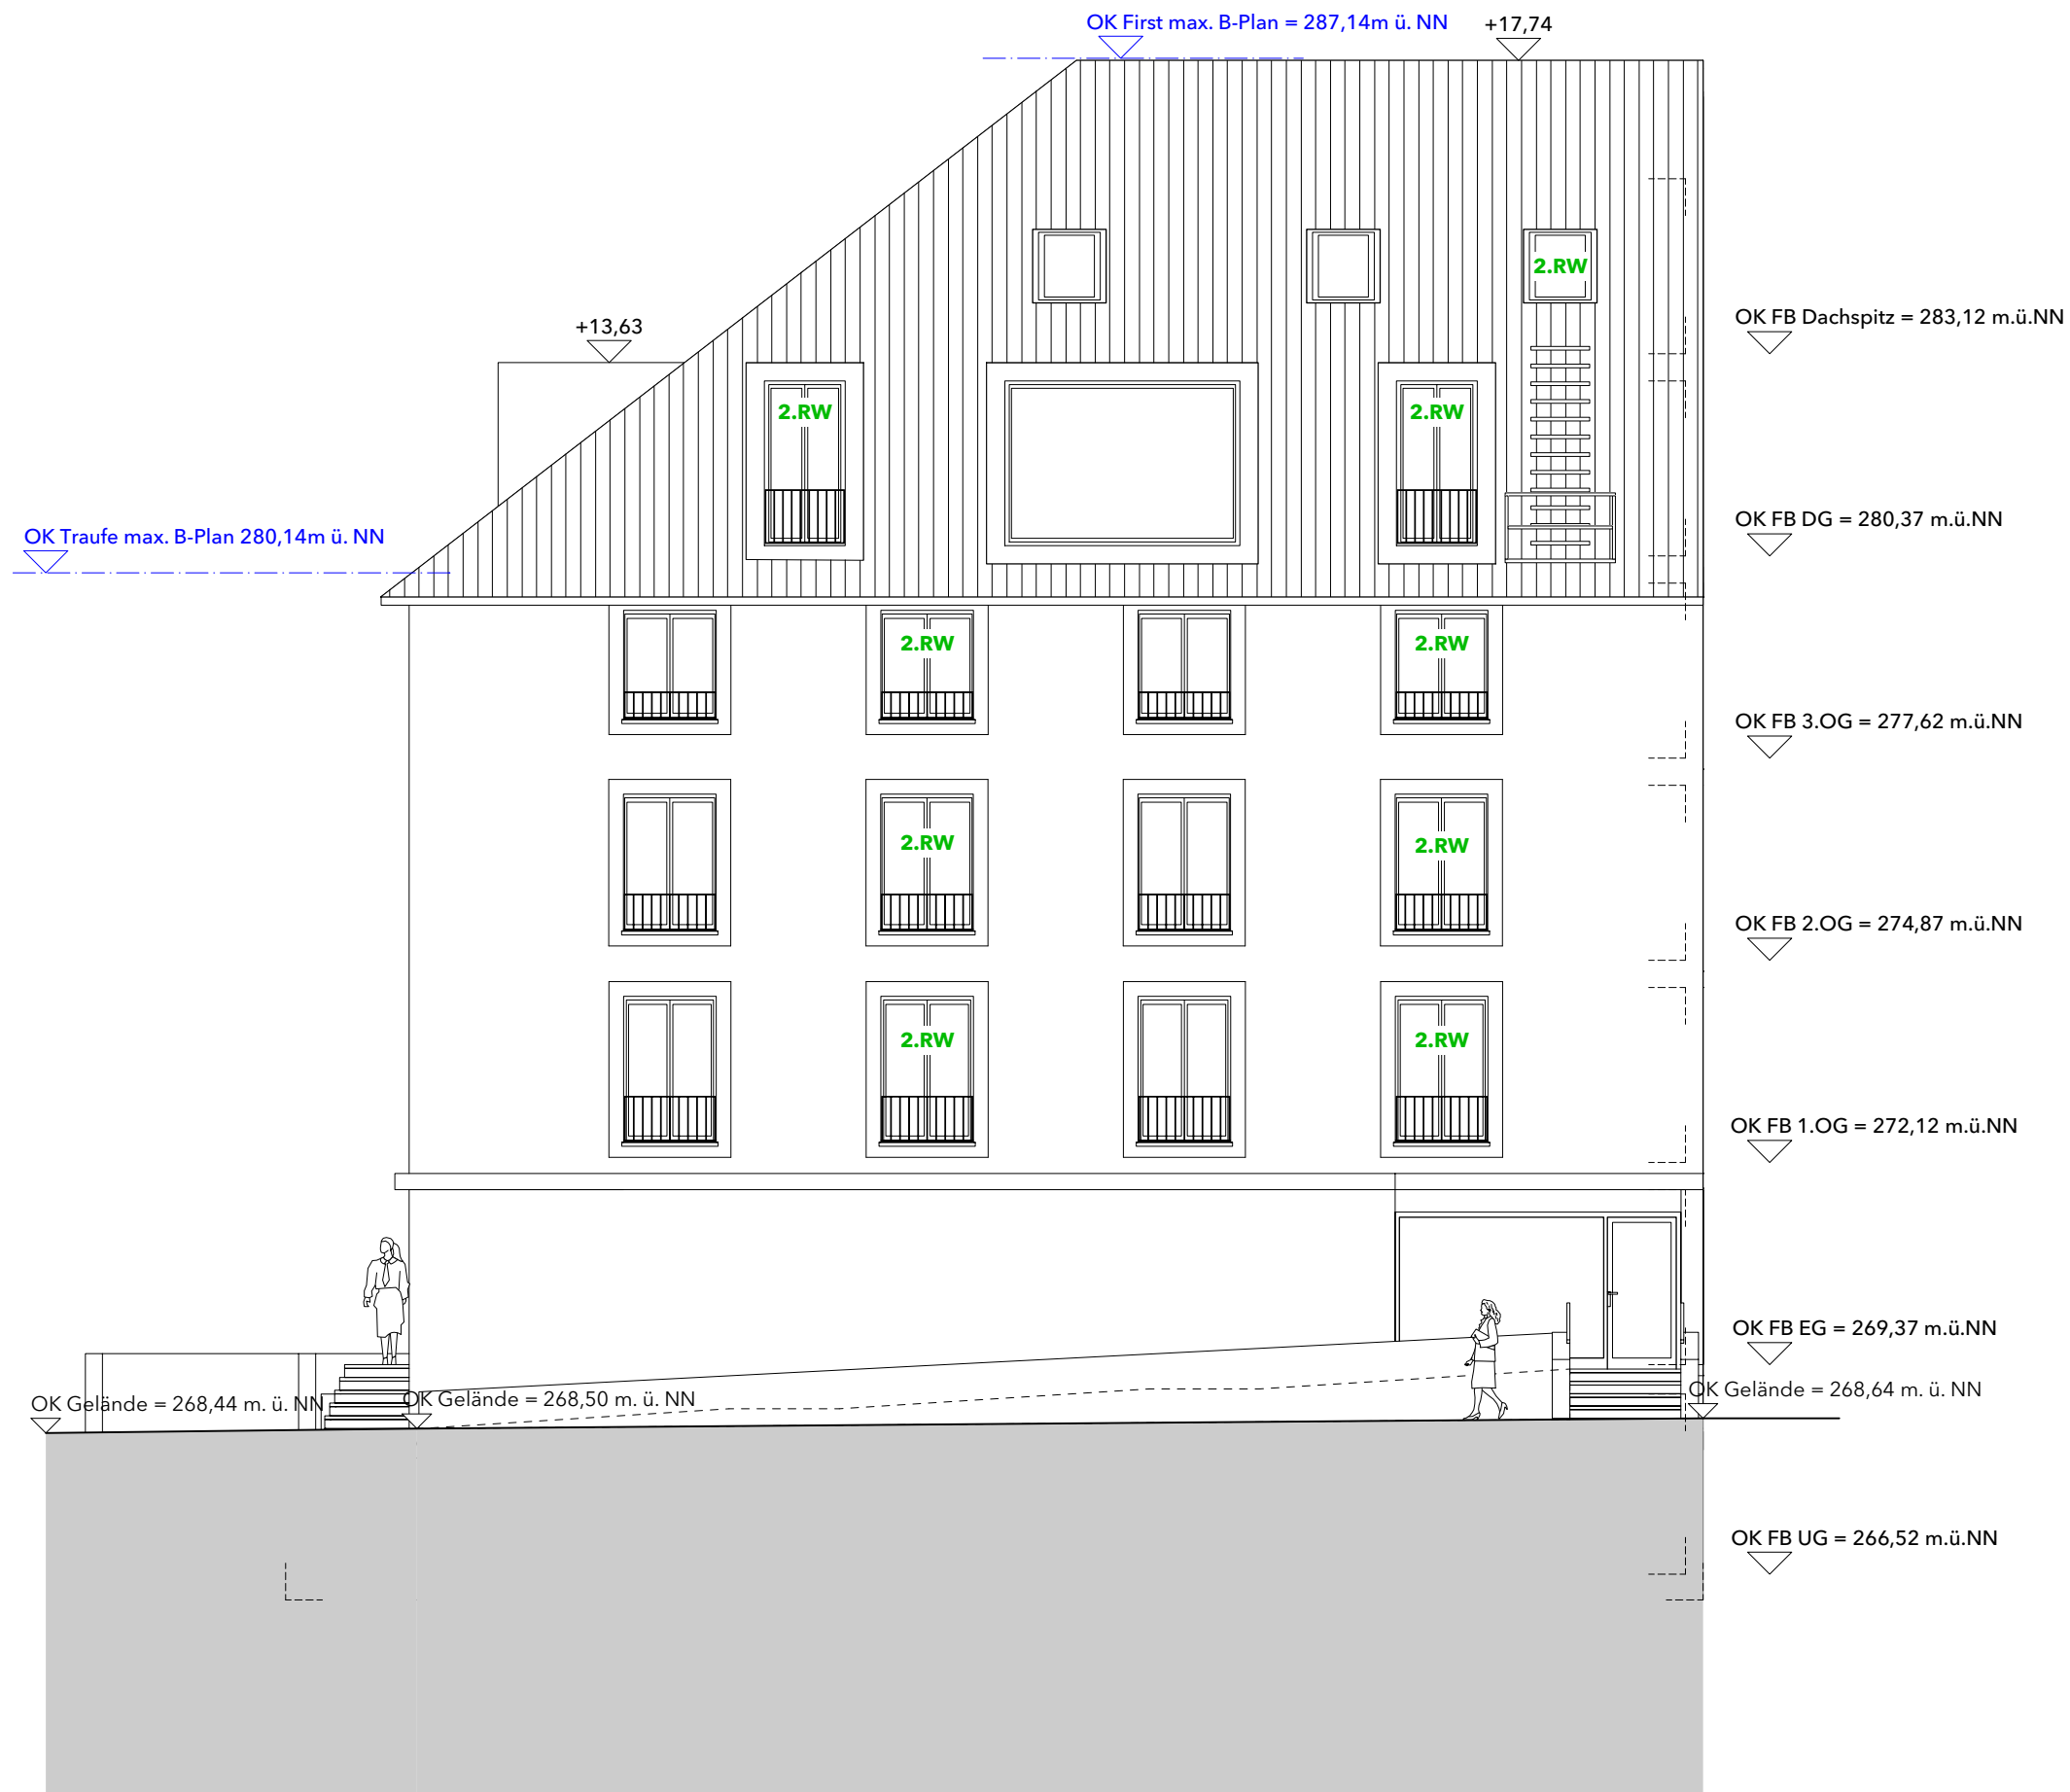 OK First max. B-Plan = 287,14m ü. NN
+17,74
2.RW
OK FB Dachspitz = 283,12 m.ü.NN
+13,63
2.RW
2.RW
OK FB DG = 280,37 m.ü.NN
OK Traufe max. B-Plan 280,14m ü. NN
2.RW
2.RW
OK FB 3.OG = 277,62 m.ü.NN
2.RW
2.RW
OK FB 2.OG = 274,87 m.ü.NN
2.RW
2.RW
OK FB 1.OG = 272,12 m.ü.NN
OK FB EG = 269,37 m.ü.NN
OK Gelände = 268,44 m. ü. NN
OK Gelände = 268,50 m. ü. NN
OK Gelände = 268,64 m. ü. NN
OK FB UG = 266,52 m.ü.NN